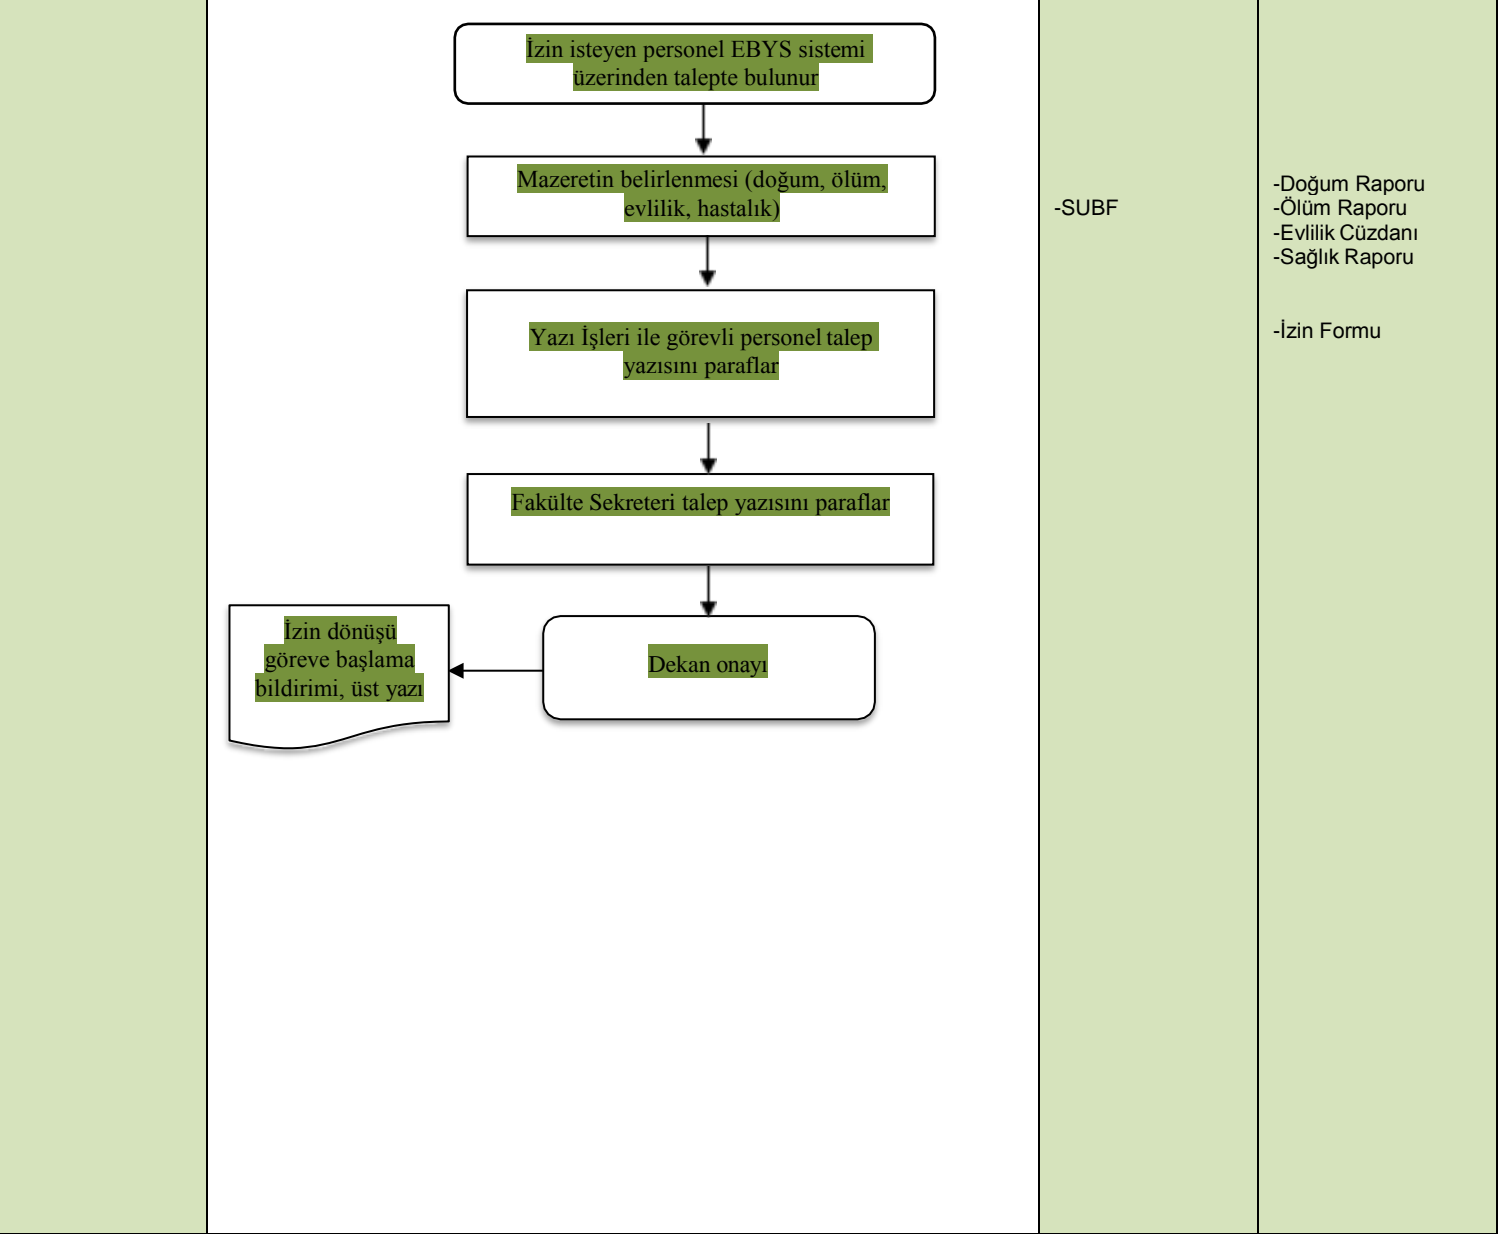 İzin isteyen personel EBYS sistemi
üzerinden talepte bulunur
Mazeretin belirlenmesi (doğum, ölüm,
evlilik, hastalık)
Yazı İşleri ile görevli personel talep
yazısını paraflar
Fakülte Sekreteri talep yazısını paraflar
Dekan onayı
İzin dönüşü
göreve başlama
bildirimi, üst yazı
-SUBF
-Doğum Raporu
-Ölüm Raporu
-Evlilik Cüzdanı
-Sağlık Raporu
-İzin Formu